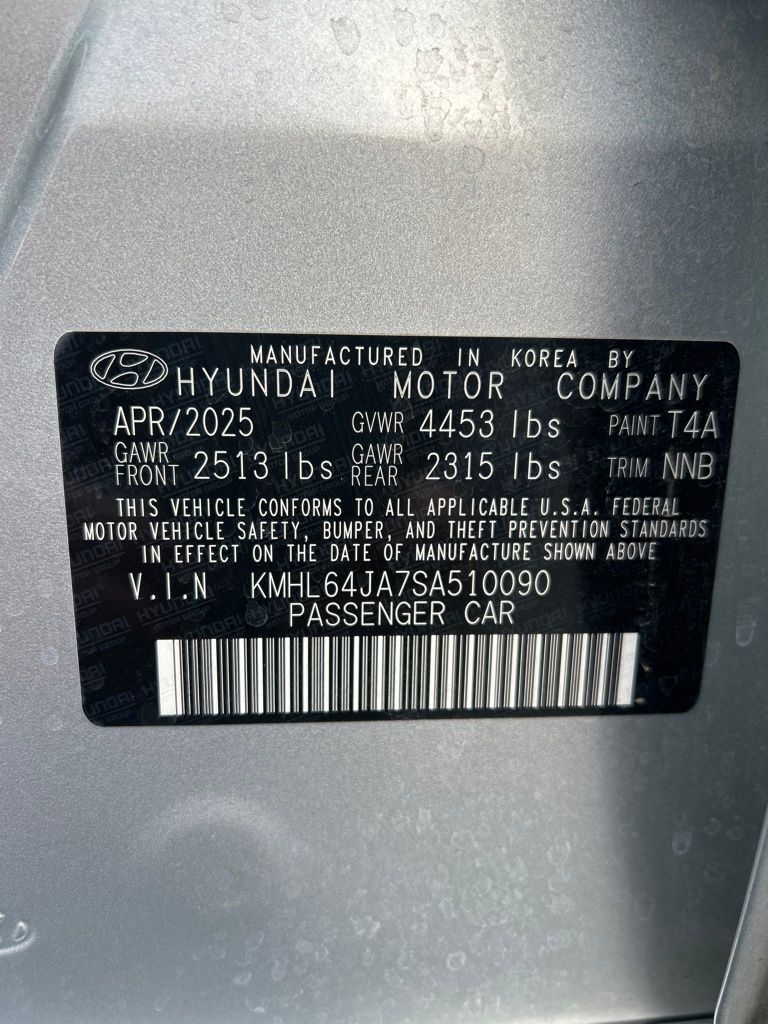 MANUFACTURED IN KOREA BY
HYUNDAI MOTOR COMPANY
APR/2025 GVWR 4453 lbs PAINT T4A
GAWR FRONT 2513 lbs GAWR REAR 2315 lbs TRIM NNB
THIS VEHICLE CONFORMS TO ALL APPLICABLE U.S.A. FEDERAL
MOTOR VEHICLE SAFETY, BUMPER, AND THEFT PREVENTION STANDARDS
IN EFFECT ON THE DATE OF MANUFACTURE SHOWN ABOVE
V.I.N KMHL64JA7SA510090
PASSENGER CAR